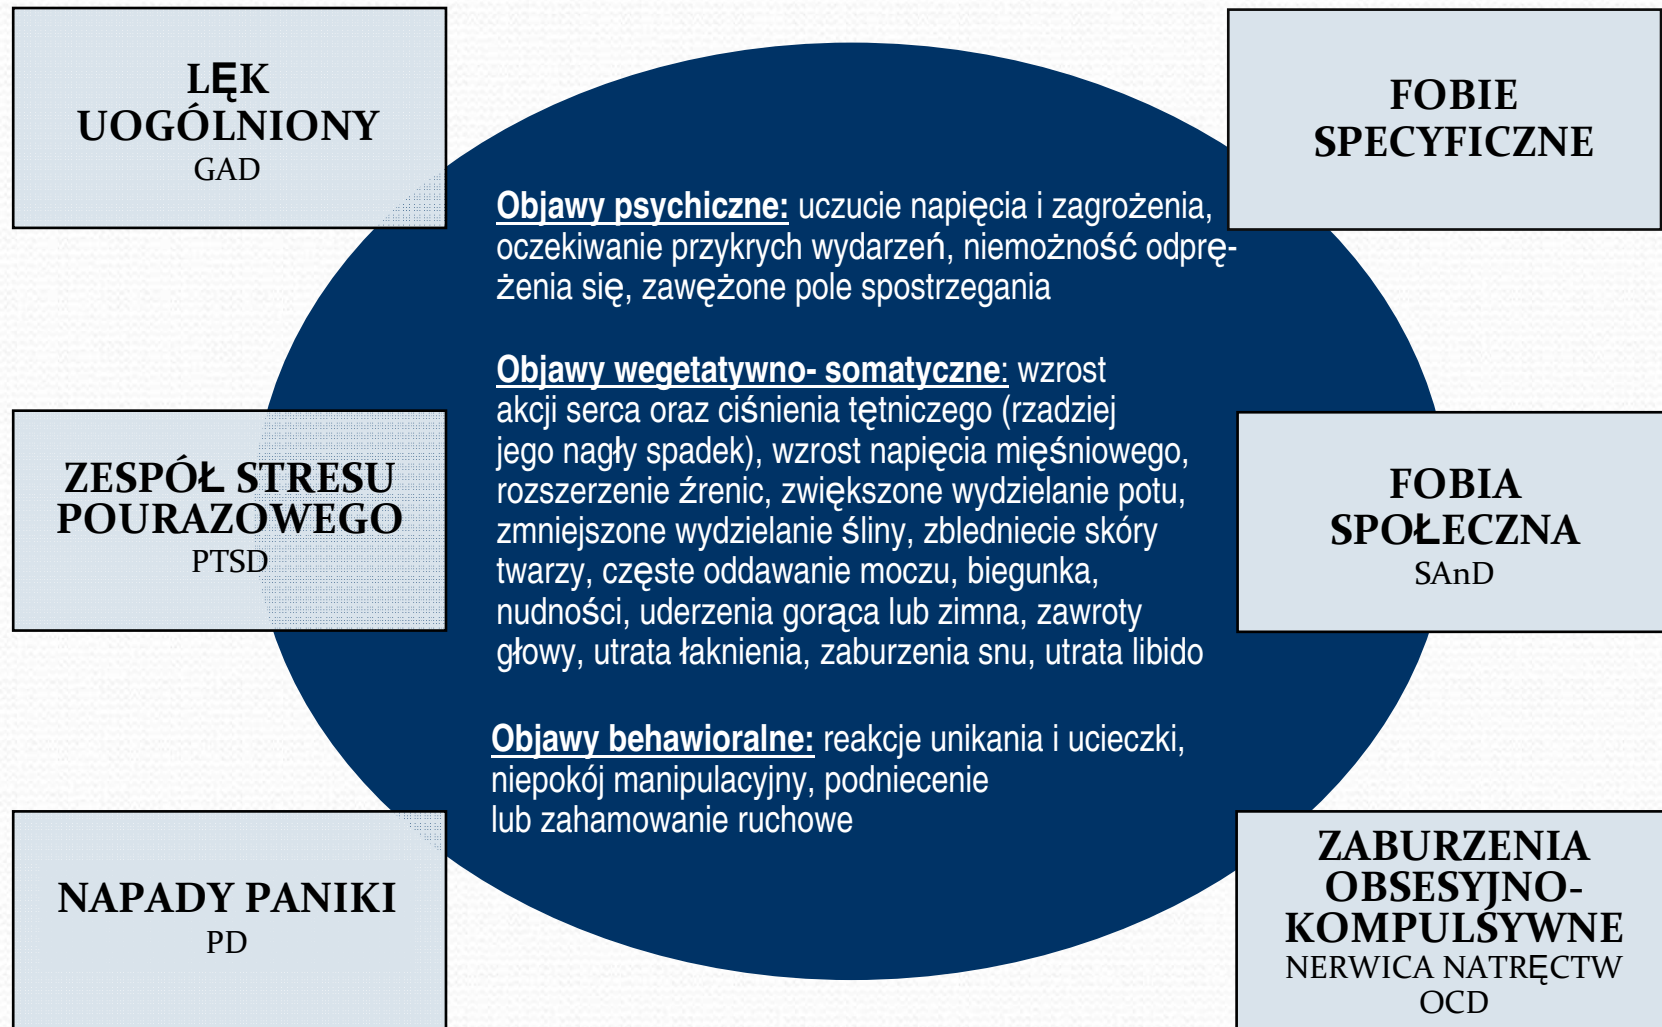 LĘK
UOGÓLNIONY
GAD
FOBIE
SPECYFICZNE
Objawy psychiczne: uczucie napięcia i zagrożenia,
oczekiwanie przykrych wydarzeń, niemożność odprę-
żenia się, zawężone pole spostrzegania
Objawy wegetatywno- somatyczne: wzrost
akcji serca oraz ciśnienia tętniczego (rzadziej
jego nagły spadek), wzrost napięcia mięśniowego,
rozszerzenie źrenic, zwiększone wydzielanie potu,
zmniejszone wydzielanie śliny, zbledniecie skóry
twarzy, częste oddawanie moczu, biegunka,
nudności, uderzenia gorąca lub zimna, zawroty
głowy, utrata łaknienia, zaburzenia snu, utrata libido
Objawy behawioralne: reakcje unikania i ucieczki,
niepokój manipulacyjny, podniecenie
lub zahamowanie ruchowe
ZESPÓŁ STRESU
POURAZOWEGO
PTSD
FOBIA
SPOŁECZNA
SAnD
NAPADY PANIKI
PD
ZABURZENIA
OBSESYJNO-
KOMPULSYWNE
NERWICA NATRĘCTW
OCD